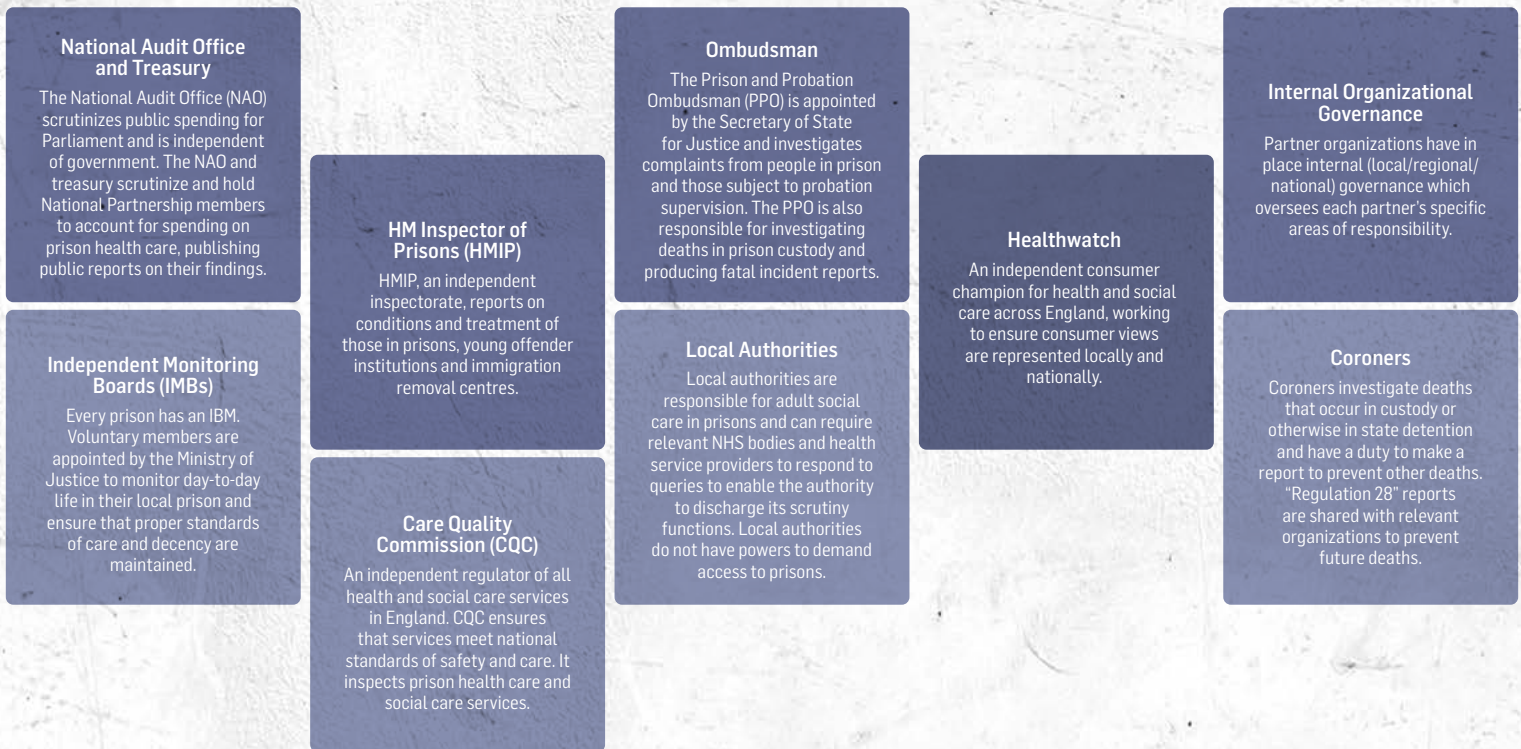 National Audit Office
and Treasury
The National Audit Office (NAO)
scrutinizes public spending for
Parliament and is independent
of government. The NAO and
treasury scrutinize and hold
National Partnership members
to account for spending on
prison health care, publishing
public reports on their findings.
Independent Monitoring
Boards (IMBs)
Every prison has an IBM.
Voluntary members are
appointed by the Ministry of
Justice to monitor day-to-day
life in their local prison and
ensure that proper standards
of care and decency are
maintained.
HM Inspector of
Prisons (HMIP)
HMIP, an independent
inspectorate, reports on
conditions and treatment of
those in prisons, young offender
institutions and immigration
removal centres.
Care Quality
Commission (CQC)
An independent regulator of all
health and social care services
in England. CQC ensures
that services meet national
standards of safety and care. It
inspects prison health care and
social care services.
Ombudsman
The Prison and Probation
Ombudsman (PPO) is appointed
by the Secretary of State
for Justice and investigates
complaints from people in prison
and those subject to probation
supervision. The PPO is also
responsible for investigating
deaths in prison custody and
producing fatal incident reports.
Local Authorities
Local authorities are
responsible for adult social
care in prisons and can require
relevant NHS bodies and health
service providers to respond to
queries to enable the authority
to discharge its scrutiny
functions. Local authorities
do not have powers to demand
access to prisons.
Healthwatch
An independent consumer
champion for health and social
care across England, working
to ensure consumer views
are represented locally and
nationally.
Internal Organizational
Governance
Partner organizations have in
place internal (local/regional/
national) governance which
oversees each partner's specific
areas of responsibility.
Coroners
Coroners investigate deaths
that occur in custody or
otherwise in state detention
and have a duty to make a
report to prevent other deaths.
“Regulation 28” reports
are shared with relevant
organizations to prevent
future deaths.